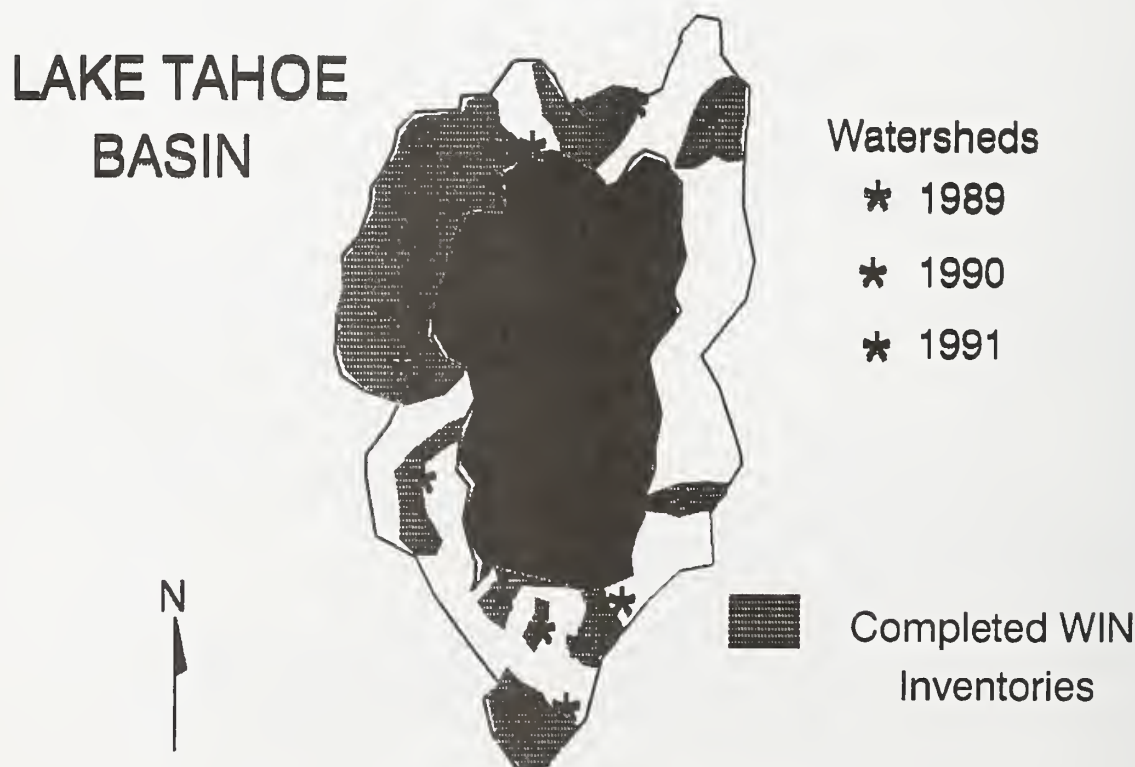 LAKE TAHOE
BASIN
Watersheds
* 1989
* 1990
* 1991
N
Completed WIN
Inventories